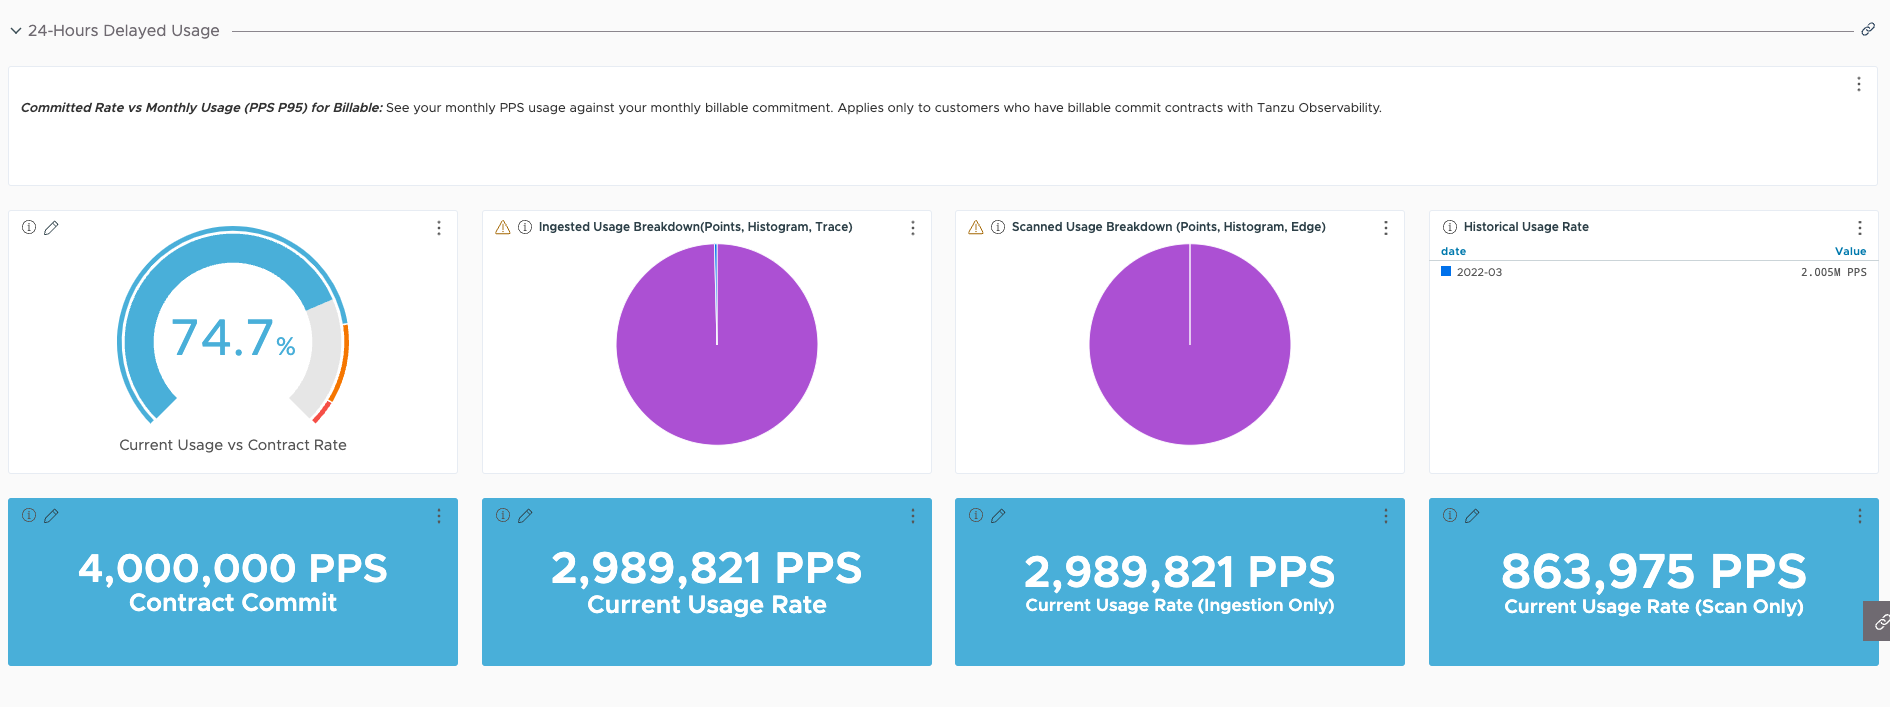 24-Hours Delayed Usage
Committed Rate vs Monthly Usage (PPS P95) for Billable: See your monthly PPS usage against your monthly billable commitment. Applies only to customers who have billable commit contracts with Tanzu Observability.
74.7%
Current Usage vs Contract Rate
Ingested Usage Breakdown(Points, Histogram, Trace)
Scanned Usage Breakdown (Points, Histogram, Edge)
Historical Usage Rate
date Value
2022-03 2.005M PPS
4,000,000 PPS
Contract Commit
2,989,821 PPS
Current Usage Rate
2,989,821 PPS
Current Usage Rate (Ingestion Only)
863,975 PPS
Current Usage Rate (Scan Only)